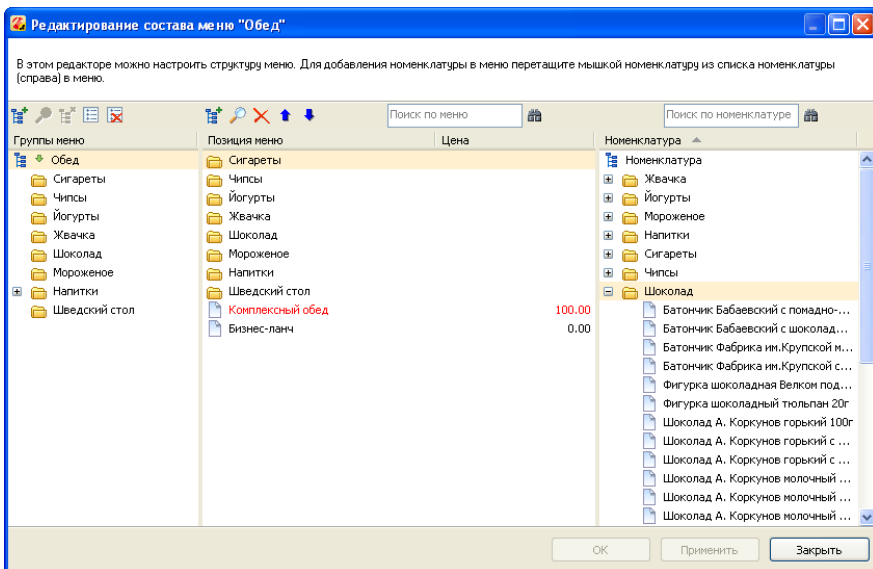 Редактирование состава меню "Обед"
В этом редакторе можно настроить структуру меню. Для добавления номенклатуры в меню перетащите мышкой номенклатуру из списка номенклатуры
(справа) в меню.
Поиск по меню
Поиск по номенклатуре
Группы меню
Обед
Сигареты
Чипсы
Йогурты
Жвачка
Шоколад
Мороженое
Напитки
Шведский стол
Позиция меню Цена
Сигареты
Чипсы
Йогурты
Жвачка
Шоколад
Мороженое
Напитки
Шведский стол
Комплексный обед 100.00
Бизнес-ланч 0.00
Номенклатура
Номенклатура
Жвачка
Йогурты
Мороженое
Напитки
Сигареты
Чипсы
Шоколад
Батончик Бабаевский с помадно-...
Батончик Бабаевский с шоколад...
Батончик Фабрика им.Крупской м...
Батончик Фабрика им.Крупской с...
Фигурка шоколадная Велком под...
Фигурка шоколадный тюльпан 20г
Шоколад А. Коркунов горький 100г
Шоколад А. Коркунов горький с ...
Шоколад А. Коркунов горький с ...
Шоколад А. Коркунов молочный ...
Шоколад А. Коркунов молочный ...
Шоколад А. Коркунов молочный ...
ОК
Применить
Закрыть